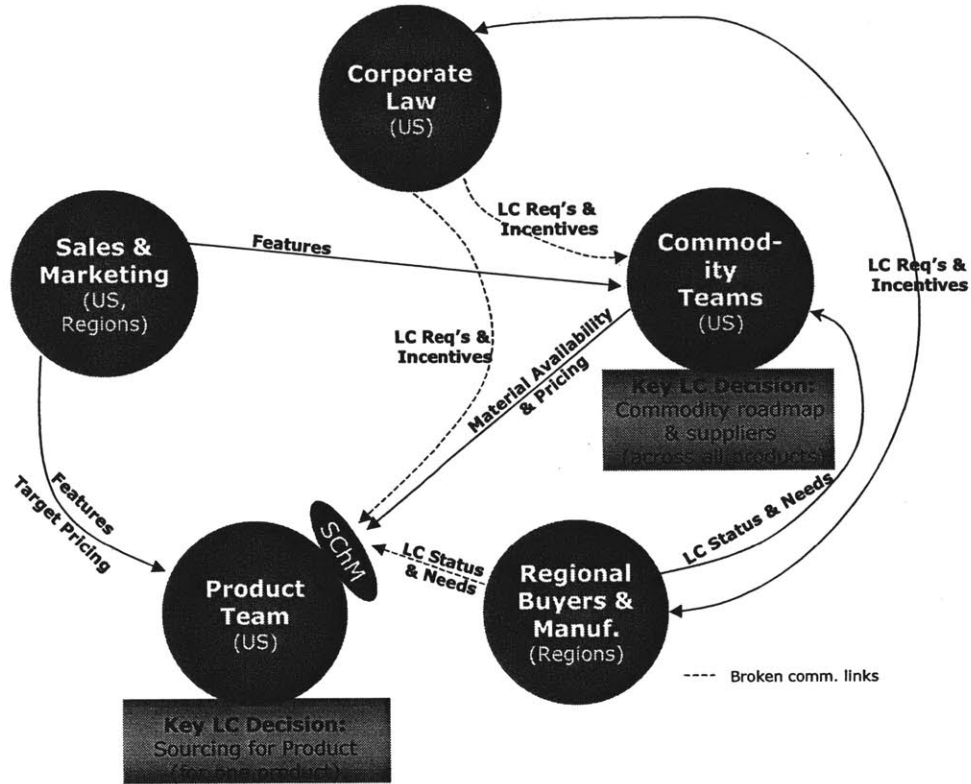 Corporate
Law
(US)
LC Req's &
Incentives
Sales &
Marketing
(US,
Regions)
Features
Commod-
ity
Teams
(US)
LC Req's &
Incentives
LC Req's &
Incentives
Material Availability
& Pricing
Key LC Decision:
Commodity roadmap
& suppliers
(across all products)
Features
Target Pricing
SChM
LC Status
& Needs
LC Status & Needs
Product
Team
(US)
Regional
Buyers &
Manuf.
(Regions)
---- Broken comm. links
Key LC Decision:
Sourcing for Product
(for one product)